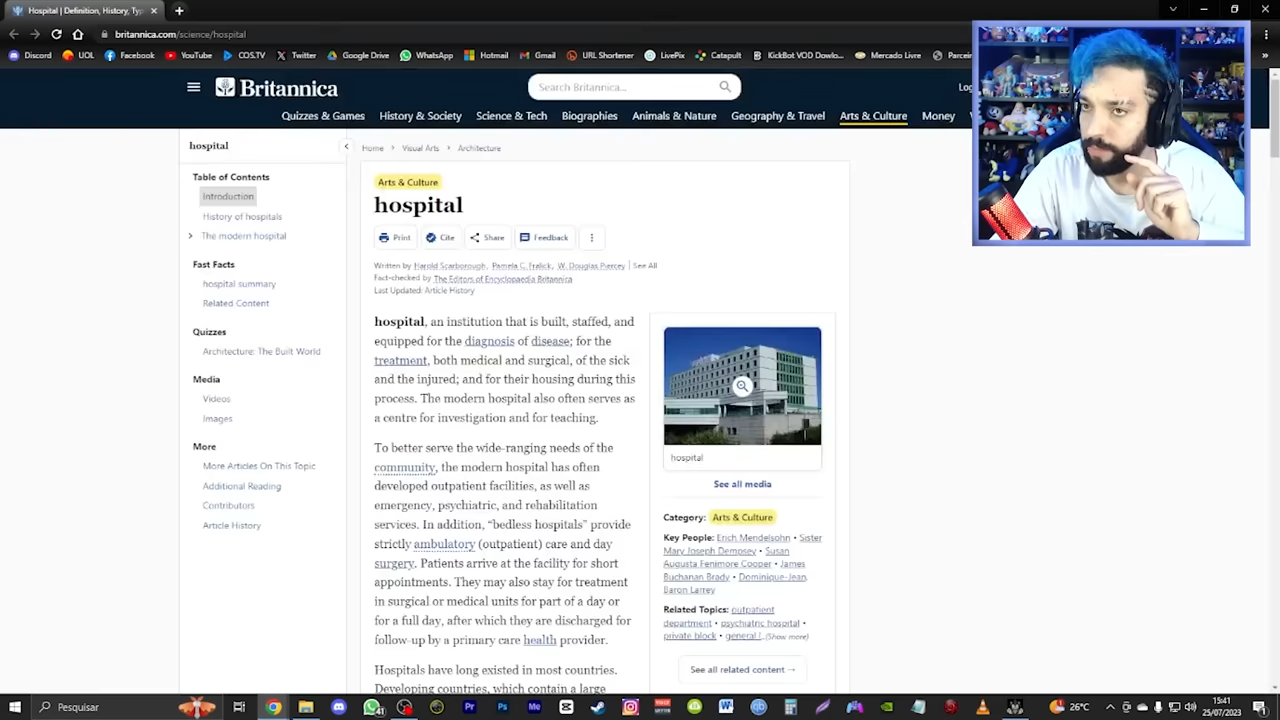 Hospital | Definition, History, Typ
britannica.com/science/hospital
Discord UOL Facebook YouTube COS.TV Twitter Google Drive WhatsApp Hotmail Gmail URL Shortener LivePix Catapult KickBot VOD Dowlo... Mercado Livre Parcei
Britannica
Search Britannica...
Lo
Quizzes & Games History & Society Science & Tech Biographies Animals & Nature Geography & Travel Arts & Culture Money
hospital
Home > Visual Arts > Architecture
Table of Contents
Introduction
History of hospitals
The modern hospital
Fast Facts
hospital summary
Related Content
Quizzes
Architecture: The Built World
Media
Videos
Images
More
More Articles On This Topic
Additional Reading
Contributors
Article History
Arts & Culture
hospital
Print Cite Share Feedback
Written by Harold Scarborough, Pamela C. Fralick, W. Douglas Piercey | See All
Fact-checked by The Editors of Encyclopaedia Britannica
Last Updated: Article History
hospital, an institution that is built, staffed, and
equipped for the diagnosis of disease; for the
treatment, both medical and surgical, of the sick
and the injured; and for their housing during this
process. The modern hospital also often serves as
a centre for investigation and for teaching.
To better serve the wide-ranging needs of the
community, the modern hospital has often
developed outpatient facilities, as well as
emergency, psychiatric, and rehabilitation
services. In addition, “bedless hospitals” provide
strictly ambulatory (outpatient) care and day
surgery. Patients arrive at the facility for short
appointments. They may also stay for treatment
in surgical or medical units for part of a day or
for a full day, after which they are discharged for
follow-up by a primary care health provider.
Hospitals have long existed in most countries.
Developing countries, which contain a large
hospital
See all media
Category: Arts & Culture
Key People: Erich Mendelsohn • Sister
Mary Joseph Dempsey • Susan
Augusta Fenimore Cooper • James
Buchanan Brady • Dominique-Jean,
Baron Larrey
Related Topics: outpatient
department • psychiatric hospital •
private block • general [...(Show more)
See all related content →
Pesquisar
26°C
15:41
25/07/2023